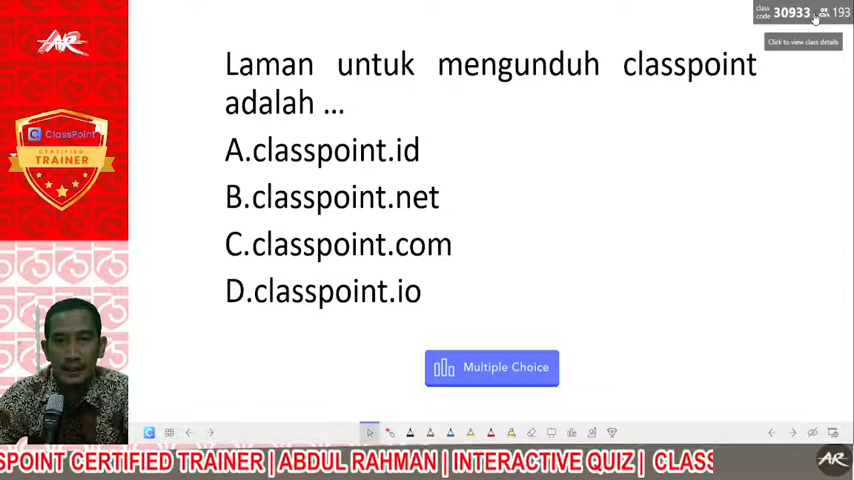 class code 30933 193
Click to view class details
AR
Laman untuk mengunduh classpoint
adalah ...
A.classpoint.id
B.classpoint.net
C.classpoint.com
D.classpoint.io
ClassPoint
CERTIFIED
TRAINER
Multiple Choice
SPOINT CERTIFIED TRAINER | ABDUL RAHMAN | INTERACTIVE QUIZ | CLASS
AR